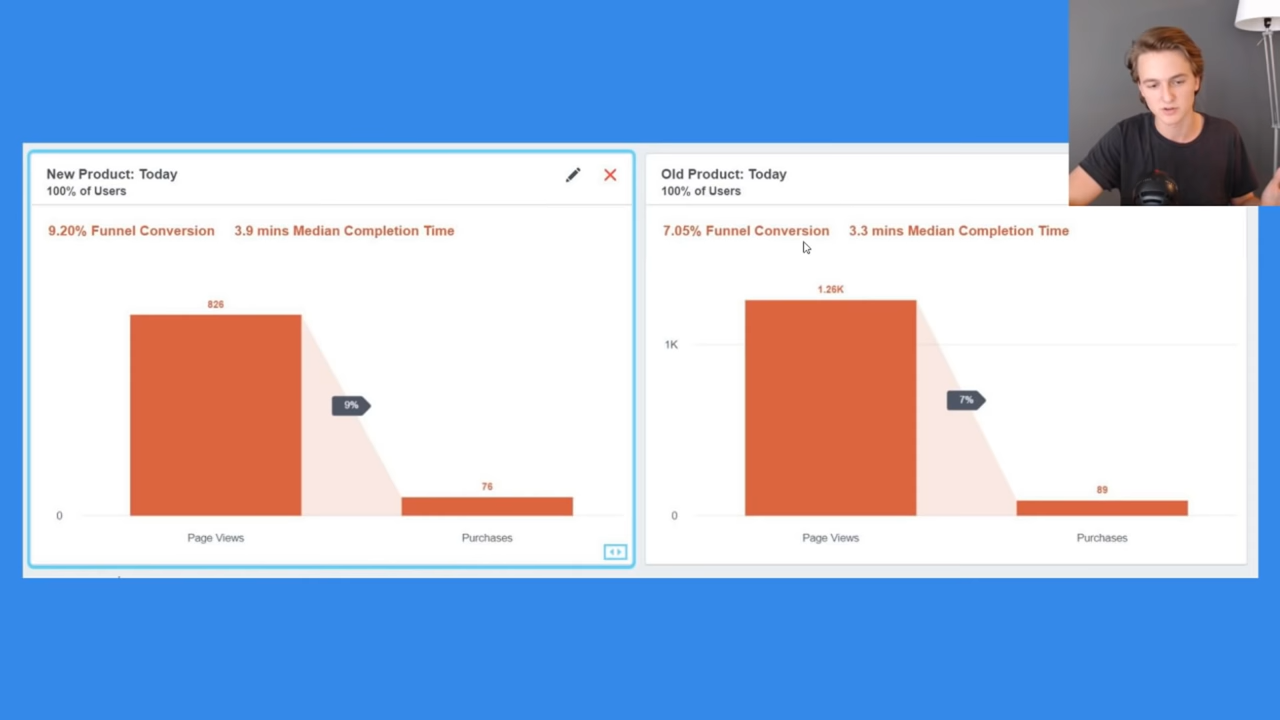 New Product: Today
100% of Users
9.20% Funnel Conversion 3.9 mins Median Completion Time
826
9%
76
0
Page Views Purchases
Old Product: Today
100% of Users
7.05% Funnel Conversion 3.3 mins Median Completion Time
1.26K
1K
7%
89
0
Page Views Purchases